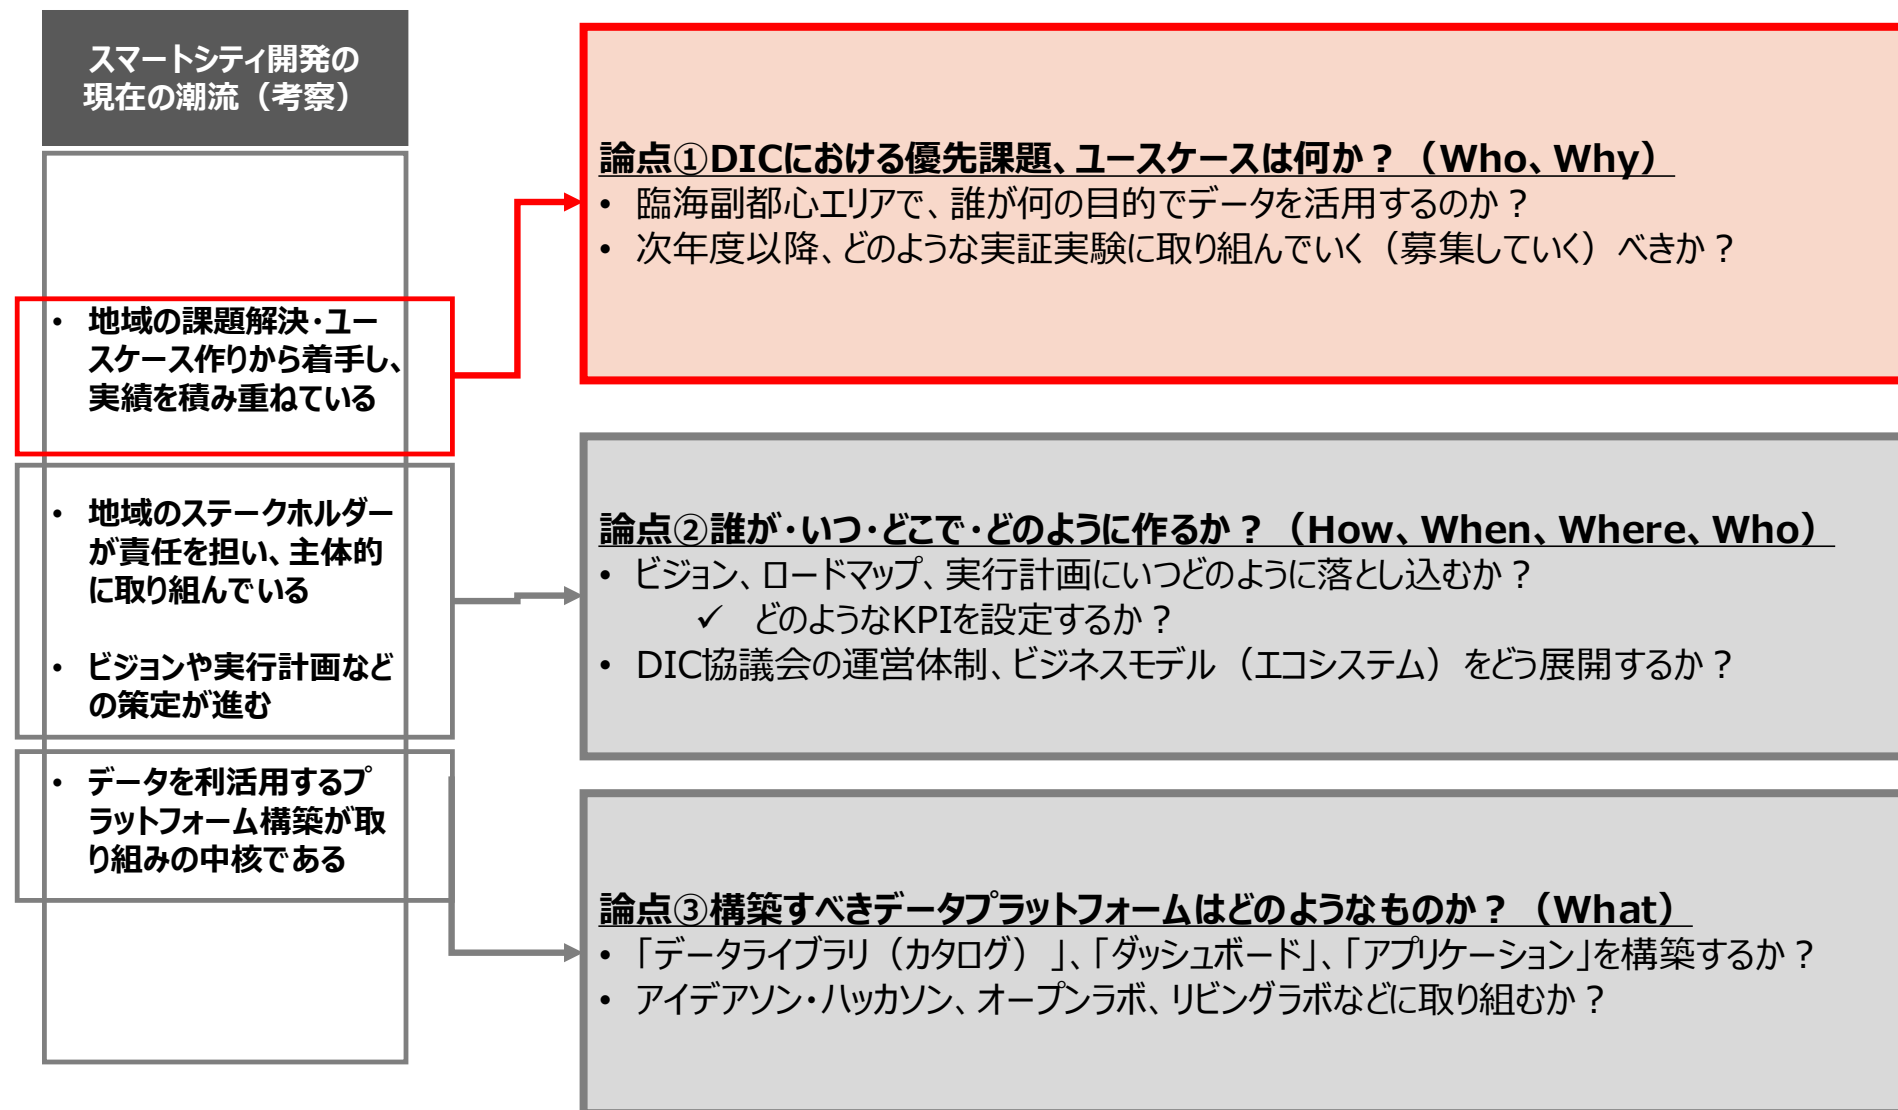 スマートシティ開発の
現在の潮流（考察）
• 地域の課題解決・ユー
スケース作りから着手し、
実績を積み重ねている
• 地域のステークホルダー
が責任を担い、主体的
に取り組んでいる
• ビジョンや実行計画など
の策定が進む
• データを利活用するプ
ラットフォーム構築が取
り組みの中核である
論点①DICにおける優先課題、ユースケースは何か？（Who、Why）
• 臨海副都心エリアで、誰が何の目的でデータを活用するのか？
• 次年度以降、どのような実証実験に取り組んでいく（募集していく）べきか？
論点②誰が・いつ・どこで・どのように作るか？（How、When、Where、Who）
• ビジョン、ロードマップ、実行計画にいつどのように落とし込むか？
✓ どのようなKPIを設定するか？
• DIC協議会の運営体制、ビジネスモデル（エコシステム）をどう展開するか？
論点③構築すべきデータプラットフォームはどのようなものか？（What）
• 「データライブラリ（カタログ）」、「ダッシュボード」、「アプリケーション」を構築するか？
• アイデアソン・ハッカソン、オープンラボ、リビングラボなどに取り組むか？